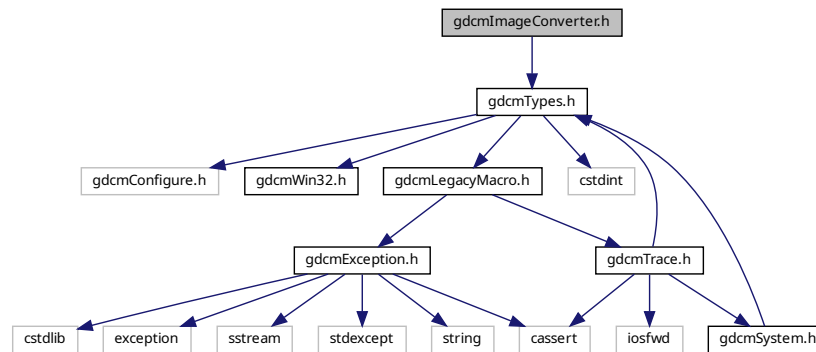 gdcmImageConverter.h
gdcmTypes.h
gdcmConfigure.h
gdcmWin32.h
gdcmLegacyMacro.h
cstdint
gdcmException.h
gdcmTrace.h
cstdlib
exception
sstream
stdexcept
string
cassert
iosfwd
gdcmSystem.h